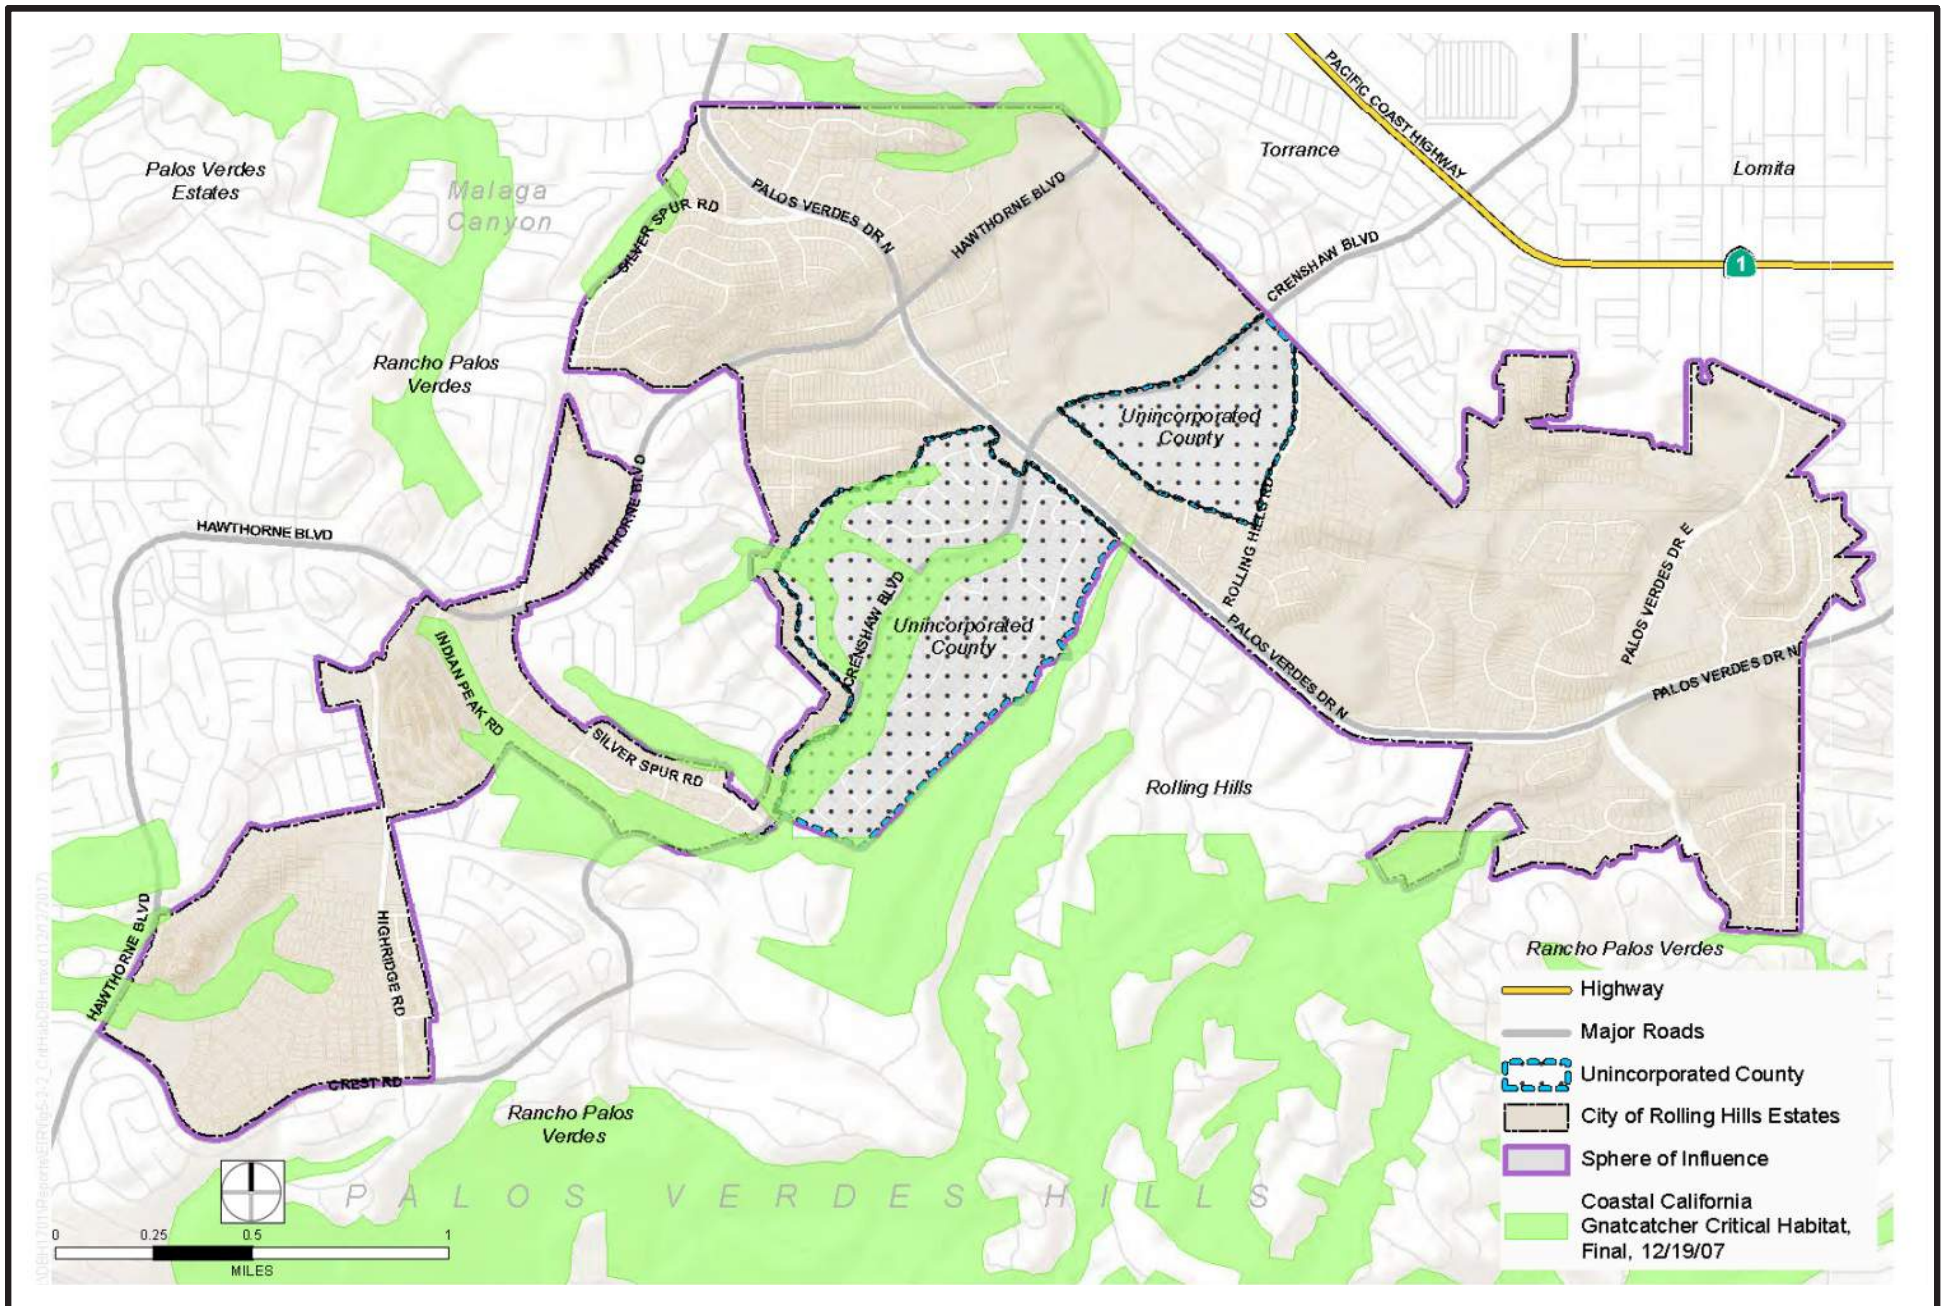 PACIFIC COAST HIGHWAY
Torrance
Lomita
Palos Verdes
Estates
Malaga
Canyon
SILVER SPUR RD
PALOS VERDES DR N
HAWTHORNE BLVD
CRENSHAW BLVD
1
Rancho Palos
Verdes
Unincorporated
County
HAWTHORNE BLVD
HAWTHORNE BLVD
ROLLING HILLS RD
PALOS VERDES DR E
CRENSHAW BLVD
Unincorporated
County
INDIAN PEAK RD
PALOS VERDES DR N
PALOS VERDES DR N
SILVER SPUR RD
Rolling Hills
HAWTHORNE BLVD
HIGHRIDGE RD
CREST RD
Rancho Palos
Verdes
PALOS VERDES HILLS
0 0.25 0.5 1
MILES
Rancho Palos Verdes
Highway
Major Roads
Unincorporated County
City of Rolling Hills Estates
Sphere of Influence
Coastal California
Gnatcatcher Critical Habitat,
Final, 12/19/07